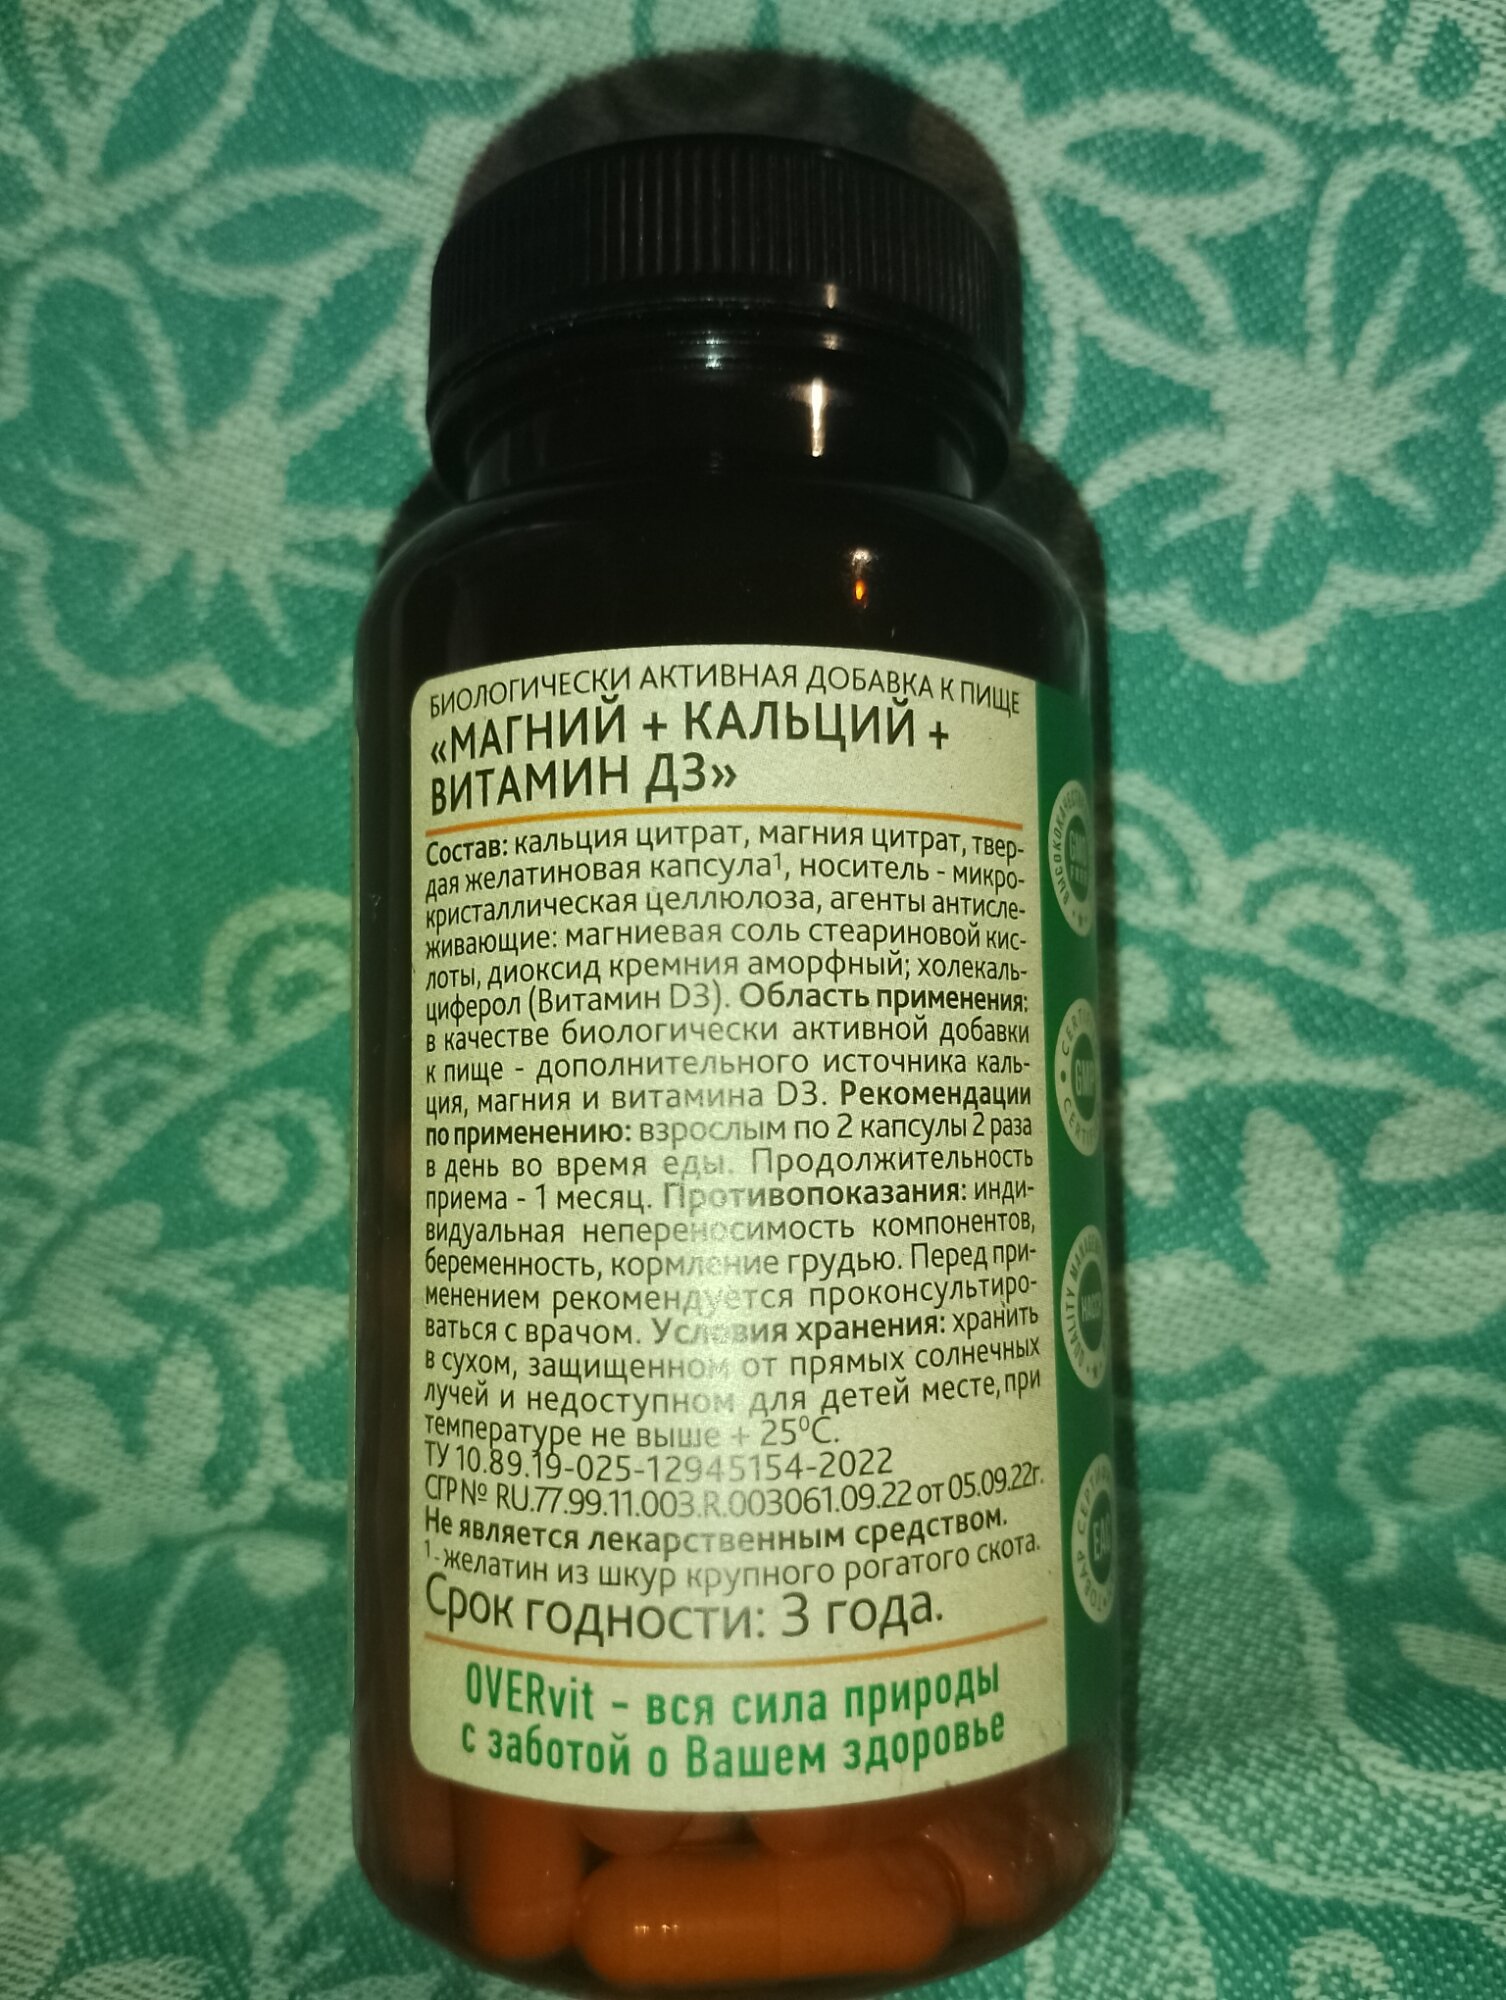 БИОЛОГИЧЕСКИ АКТИВНАЯ ДОБАВКА К ПИЩЕ
«МАГНИЙ + КАЛЬЦИЙ +
ВИТАМИН Д3»
Состав: кальция цитрат, магния цитрат, твер-
дая желатиновая капсула¹, носитель - микро-
кристаллическая целлюлоза, агенты антисле-
живающие: магниевая соль стеариновой кис-
лоты, диоксид кремния аморфный; холекаль-
циферол (Витамин D3). Область применения:
в качестве биологически активной добавки
к пище - дополнительного источника каль-
ция, магния и витамина D3. Рекомендации
по применению: взрослым по 2 капсулы 2 раза
в день во время еды. Продолжительность
приема - 1 месяц. Противопоказания: инди-
видуальная непереносимость компонентов,
беременность, кормление грудью. Перед при-
менением рекомендуется проконсультиро-
ваться с врачом. Условия хранения: хранить
в сухом, защищенном от прямых солнечных
лучей и недоступном для детей месте, при
температуре не выше + 25⁰С.
ТУ 10.89.19-025-12945154-2022
СГР № RU.77.99.11.003.R.003061.09.22 от 05.09.22г.
Не является лекарственным средством.
¹-желатин из шкур крупного рогатого скота.
Срок годности: 3 года.
OVERvit - вся сила природы
с заботой о Вашем здоровье
GMP
QUALITY